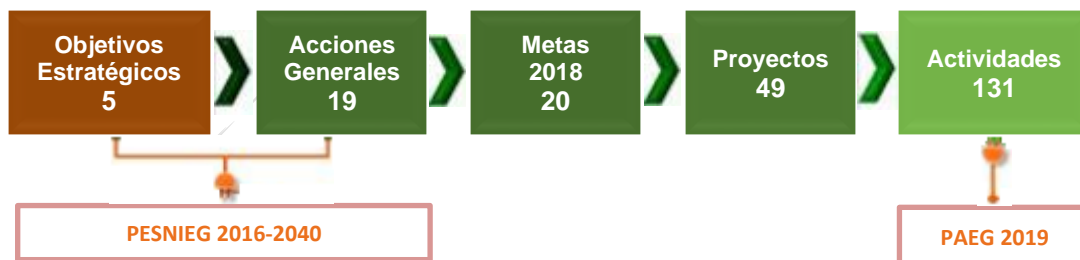 Objetivos
Estratégicos
5
Acciones
Generales
19
Metas
2018
20
Proyectos
49
Actividades
131
PESNIEG 2016-2040
PAEG 2019